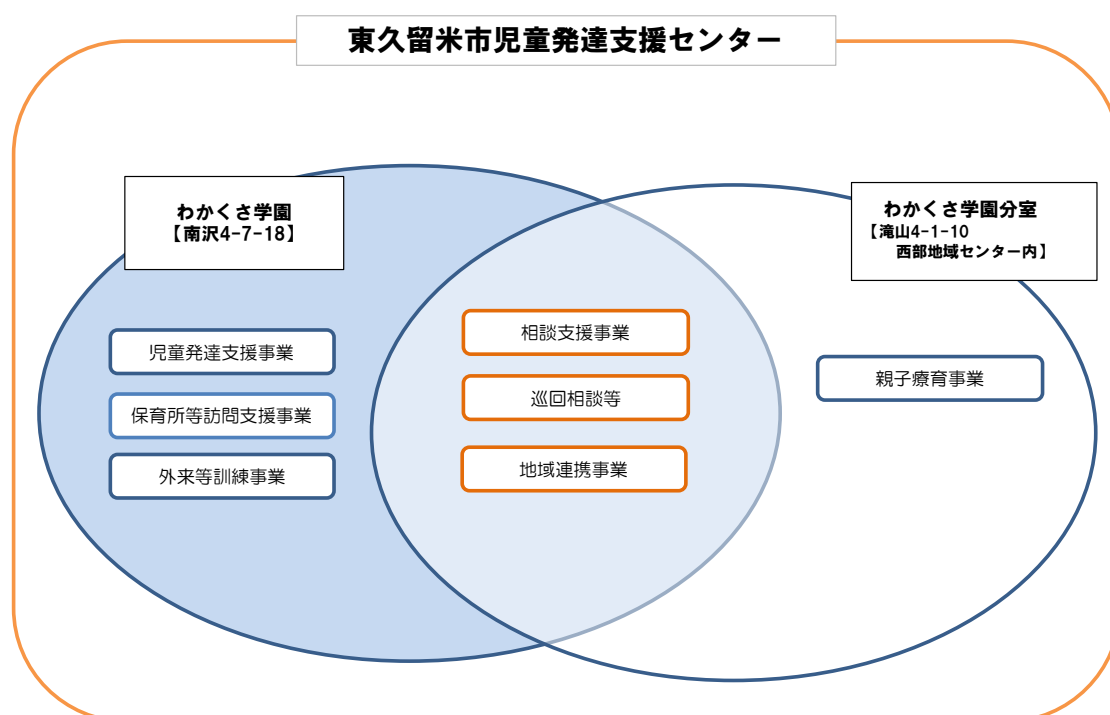 東久留米市児童発達支援センター
わかくさ学園
【南沢4-7-18】
わかくさ学園分室
【滝山4-1-10
西部地域センター内】
児童発達支援事業
保育所等訪問支援事業
外来等訓練事業
相談支援事業
巡回相談等
地域連携事業
親子療育事業